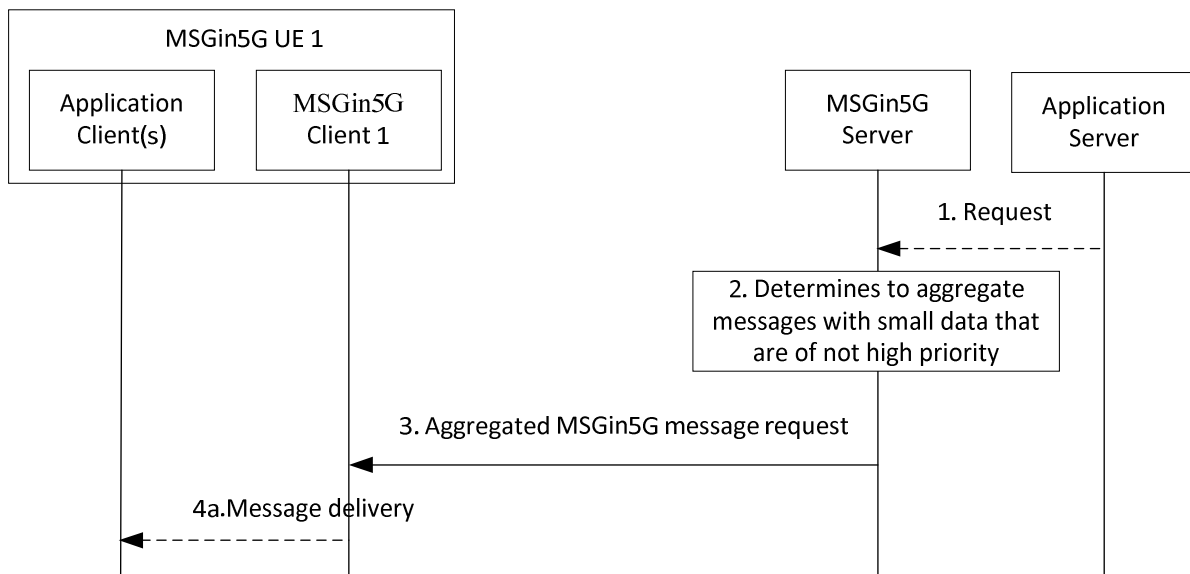 MSGin5G UE 1
Application
Client(s)
MSGin5G
Client 1
MSGin5G
Server
Application
Server
1. Request
2. Determines to aggregate
messages with small data that
are of not high priority
3. Aggregated MSGin5G message request
4a.Message delivery